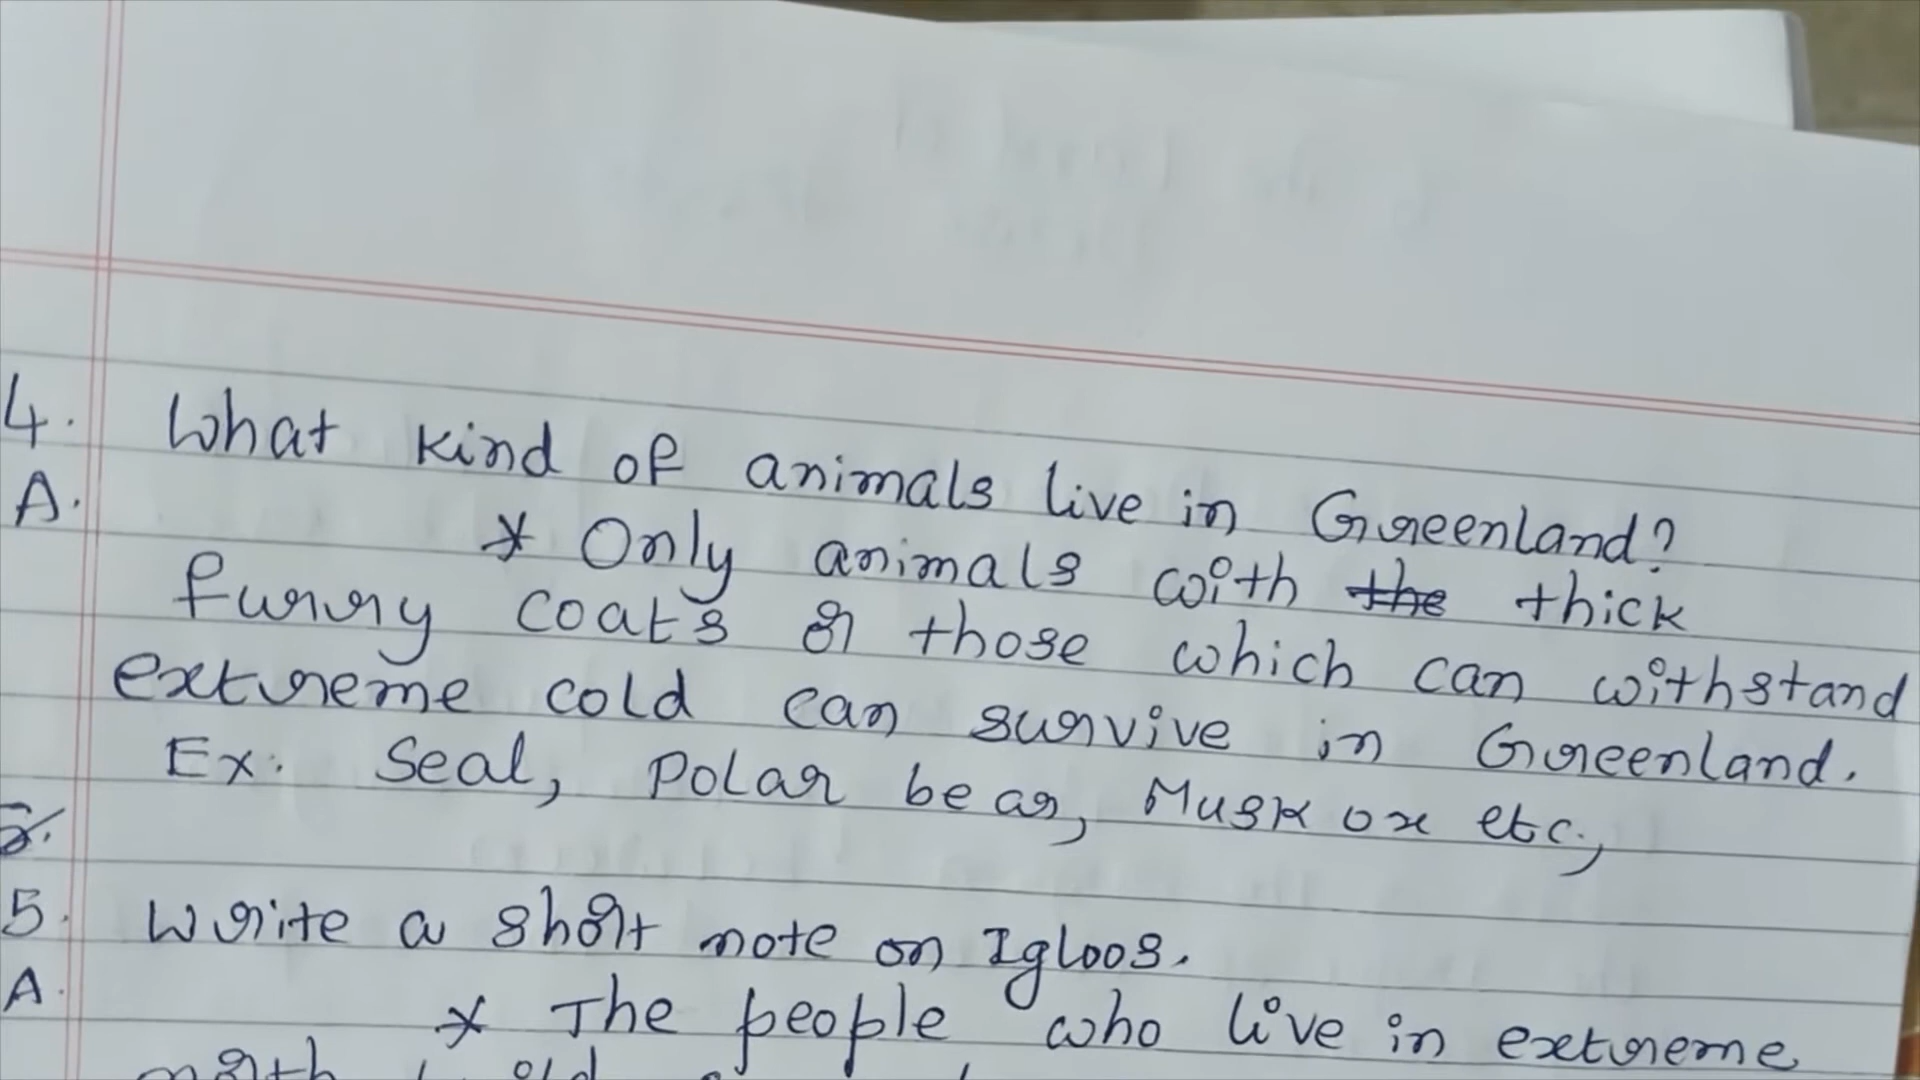 4. What kind of animals live in Greenland?
A. * Only animals with the thick
furry coats or those which can withstand
extreme cold can survive in Greenland.
Ex: Seal, Polar bear, Musk ox etc.,
5. Write a short note on Igloos.
A. * The people who live in extreme
north